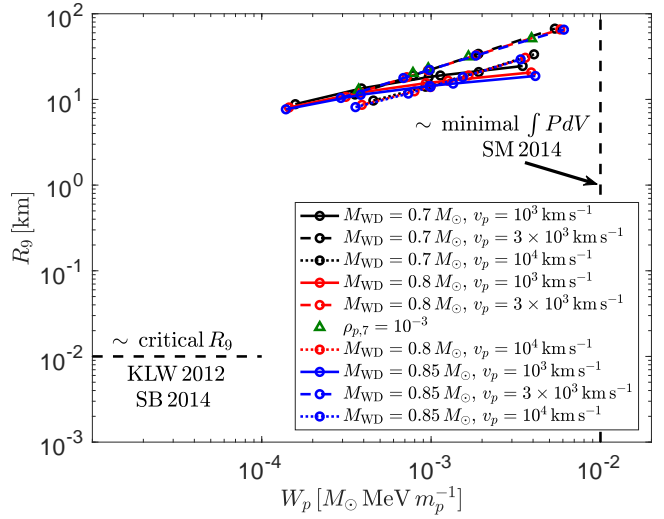 10^2
10^1
10^0
10^-1
10^-2
10^-3
R_9 [km]
∼ minimal ∫ PdV
SM 2014
∼ critical R_9
KLW 2012
SB 2014
M_WD = 0.7 M_⊙, v_p = 10^3 km s^-1
M_WD = 0.7 M_⊙, v_p = 3 × 10^3 km s^-1
M_WD = 0.7 M_⊙, v_p = 10^4 km s^-1
M_WD = 0.8 M_⊙, v_p = 10^3 km s^-1
M_WD = 0.8 M_⊙, v_p = 3 × 10^3 km s^-1
ρ_p,7 = 10^-3
M_WD = 0.8 M_⊙, v_p = 10^4 km s^-1
M_WD = 0.85 M_⊙, v_p = 10^3 km s^-1
M_WD = 0.85 M_⊙, v_p = 3 × 10^3 km s^-1
M_WD = 0.85 M_⊙, v_p = 10^4 km s^-1
10^-4 10^-3 10^-2
W_p [M_⊙ MeV m_p^-1]